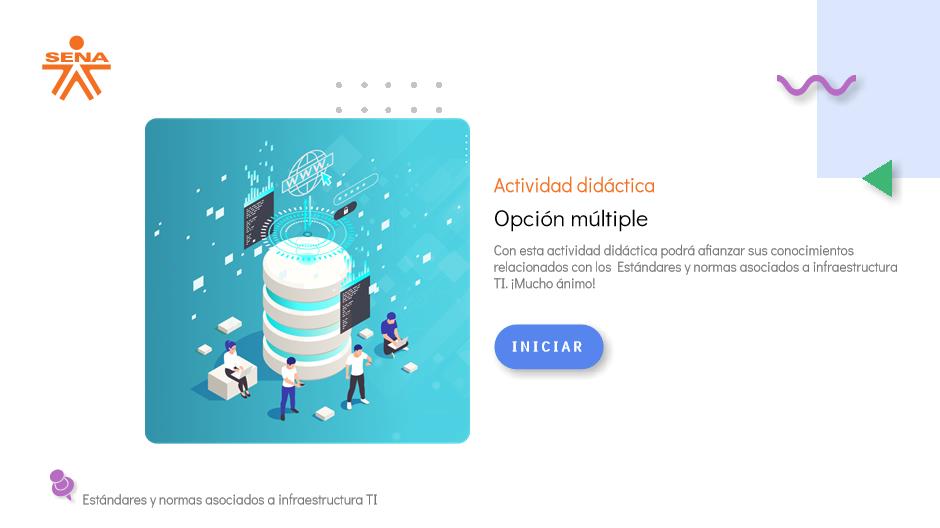 SENA
WWW
Actividad didáctica
Opción múltiple
Con esta actividad didáctica podrá afianzar sus conocimientos
relacionados con los Estándares y normas asociados a infraestructura
TI. ¡Mucho ánimo!
INICIAR
Estándares y normas asociados a infraestructura TI